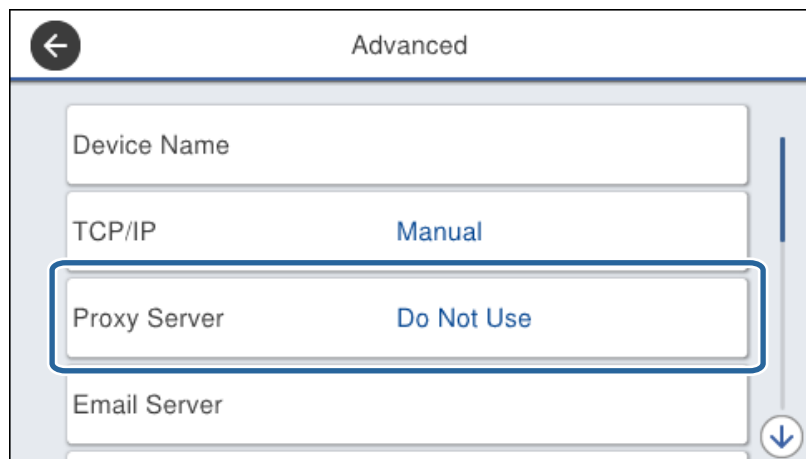 Advanced
Device Name
TCP/IP Manual
Proxy Server Do Not Use
Email Server